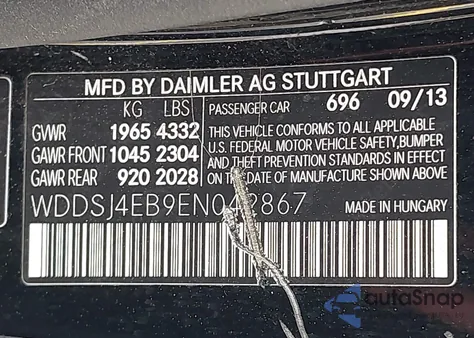 MFD BY DAIMLER AG STUTTGART
KG LBS PASSENGER CAR 696 09/13
GVWR 1965 4332
GAWR FRONT 1045 2304
GAWR REAR 920 2028
THIS VEHICLE CONFORMS TO ALL APPLICABLE
U.S. FEDERAL MOTOR VEHICLE SAFETY, BUMPER
AND THEFT PREVENTION STANDARDS IN EFFECT
ON THE DATE OF MANUFACTURE SHOWN ABOVE
WDDSJ4EB9EN042867 MADE IN HUNGARY
autoSnap